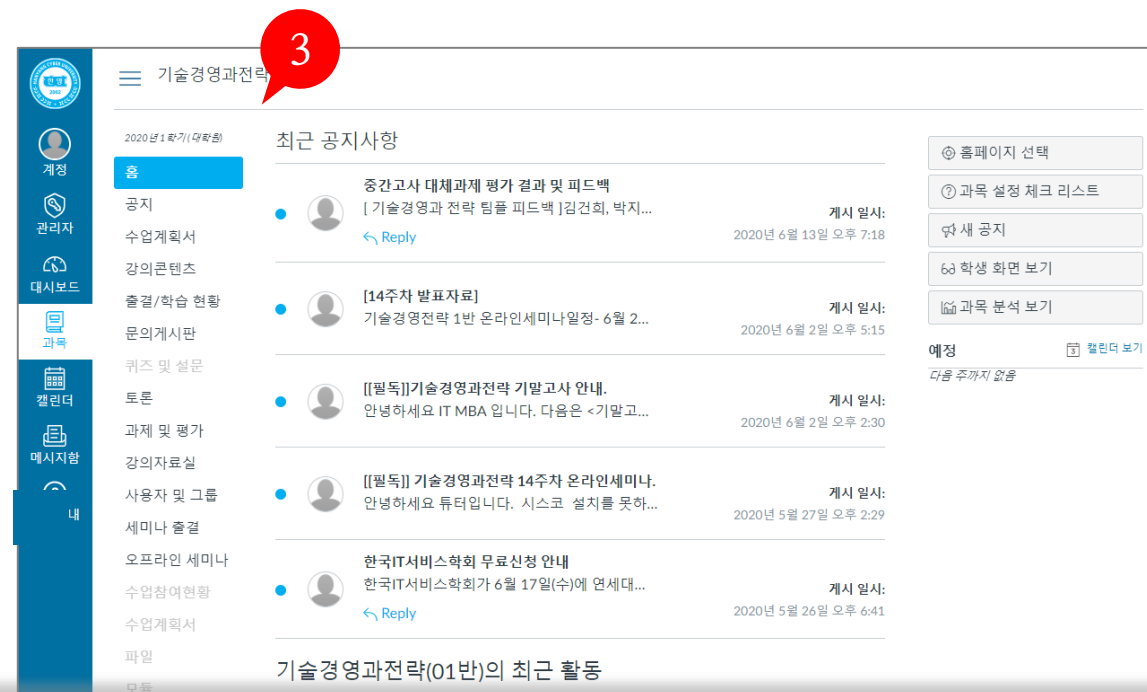 3
기술경영과전략
계정
관리자
대시보드
과목
캘린더
메시지함
내
2020년 1학기(대학원)
홈
공지
수업계획서
강의콘텐츠
출결/학습 현황
문의게시판
퀴즈 및 설문
토론
과제 및 평가
강의자료실
사용자 및 그룹
세미나 출결
오프라인 세미나
수업참여현황
수업계획서
파일
모듈
최근 공지사항
중간고사 대체과제 평가 결과 및 피드백
[ 기술경영과 전략 팀플 피드백 ]김건희, 박지...
Reply
게시 일시:
2020년 6월 13일 오후 7:18
[14주차 발표자료]
기술경영전략 1반 온라인세미나일정- 6월 2...
게시 일시:
2020년 6월 2일 오후 5:15
[[필독]]기술경영과전략 기말고사 안내.
안녕하세요 IT MBA 입니다. 다음은 <기말고...
게시 일시:
2020년 6월 2일 오후 2:30
[[필독]] 기술경영과전략 14주차 온라인세미나.
안녕하세요 튜터입니다. 시스코 설치를 못하...
게시 일시:
2020년 5월 27일 오후 2:29
한국IT서비스학회 무료신청 안내
한국IT서비스학회가 6월 17일(수)에 연세대...
Reply
게시 일시:
2020년 5월 26일 오후 6:41
기술경영과전략(01반)의 최근 활동
홈페이지 선택
과목 설정 체크 리스트
새 공지
학생 화면 보기
과목 분석 보기
예정
3 캘린더 보기
다음 주까지 없음